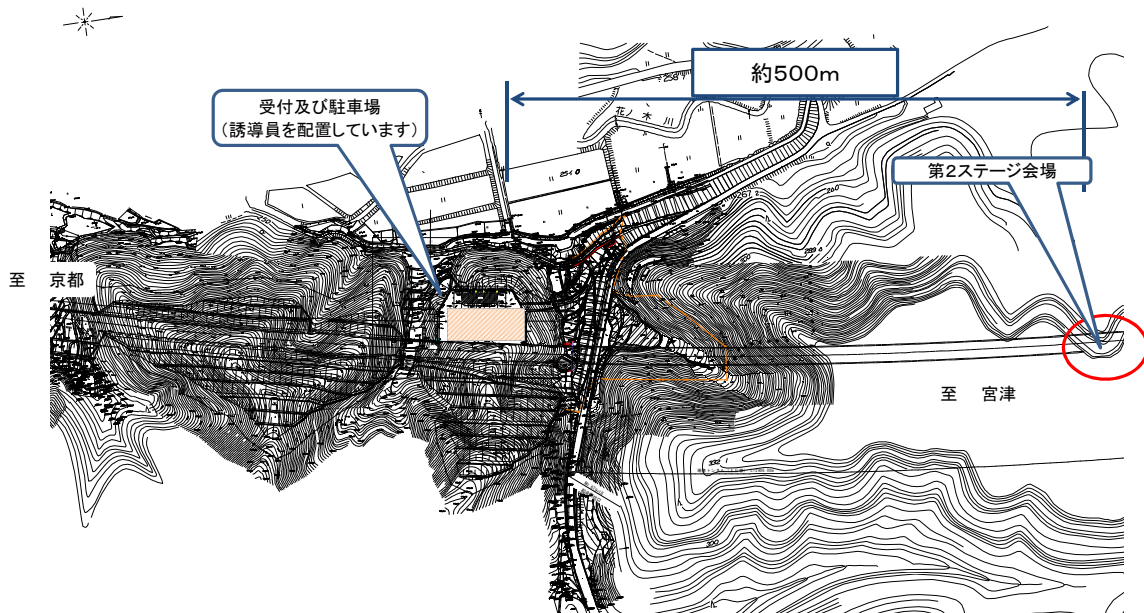 約500m
受付及び駐車場
（誘導員を配置しています）
花ノ木川
第2ステージ会場
至 京都
至 宮津